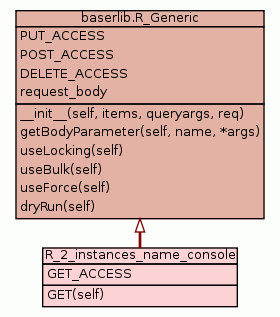 baserlib.R_Generic
PUT_ACCESS
POST_ACCESS
DELETE_ACCESS
request_body
__init__(self, items, queryargs, req)
getBodyParameter(self, name, *args)
useLocking(self)
useBulk(self)
useForce(self)
dryRun(self)
R_2_instances_name_console
GET_ACCESS
GET(self)